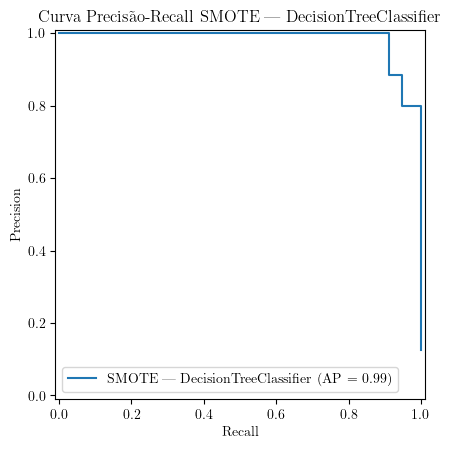 Curva Precisão-Recall SMOTE — DecisionTreeClassifier
1.0
0.8
0.6
0.4
0.2
0.0
Precision
SMOTE — DecisionTreeClassifier (AP = 0.99)
0.0 0.2 0.4 0.6 0.8 1.0
Recall